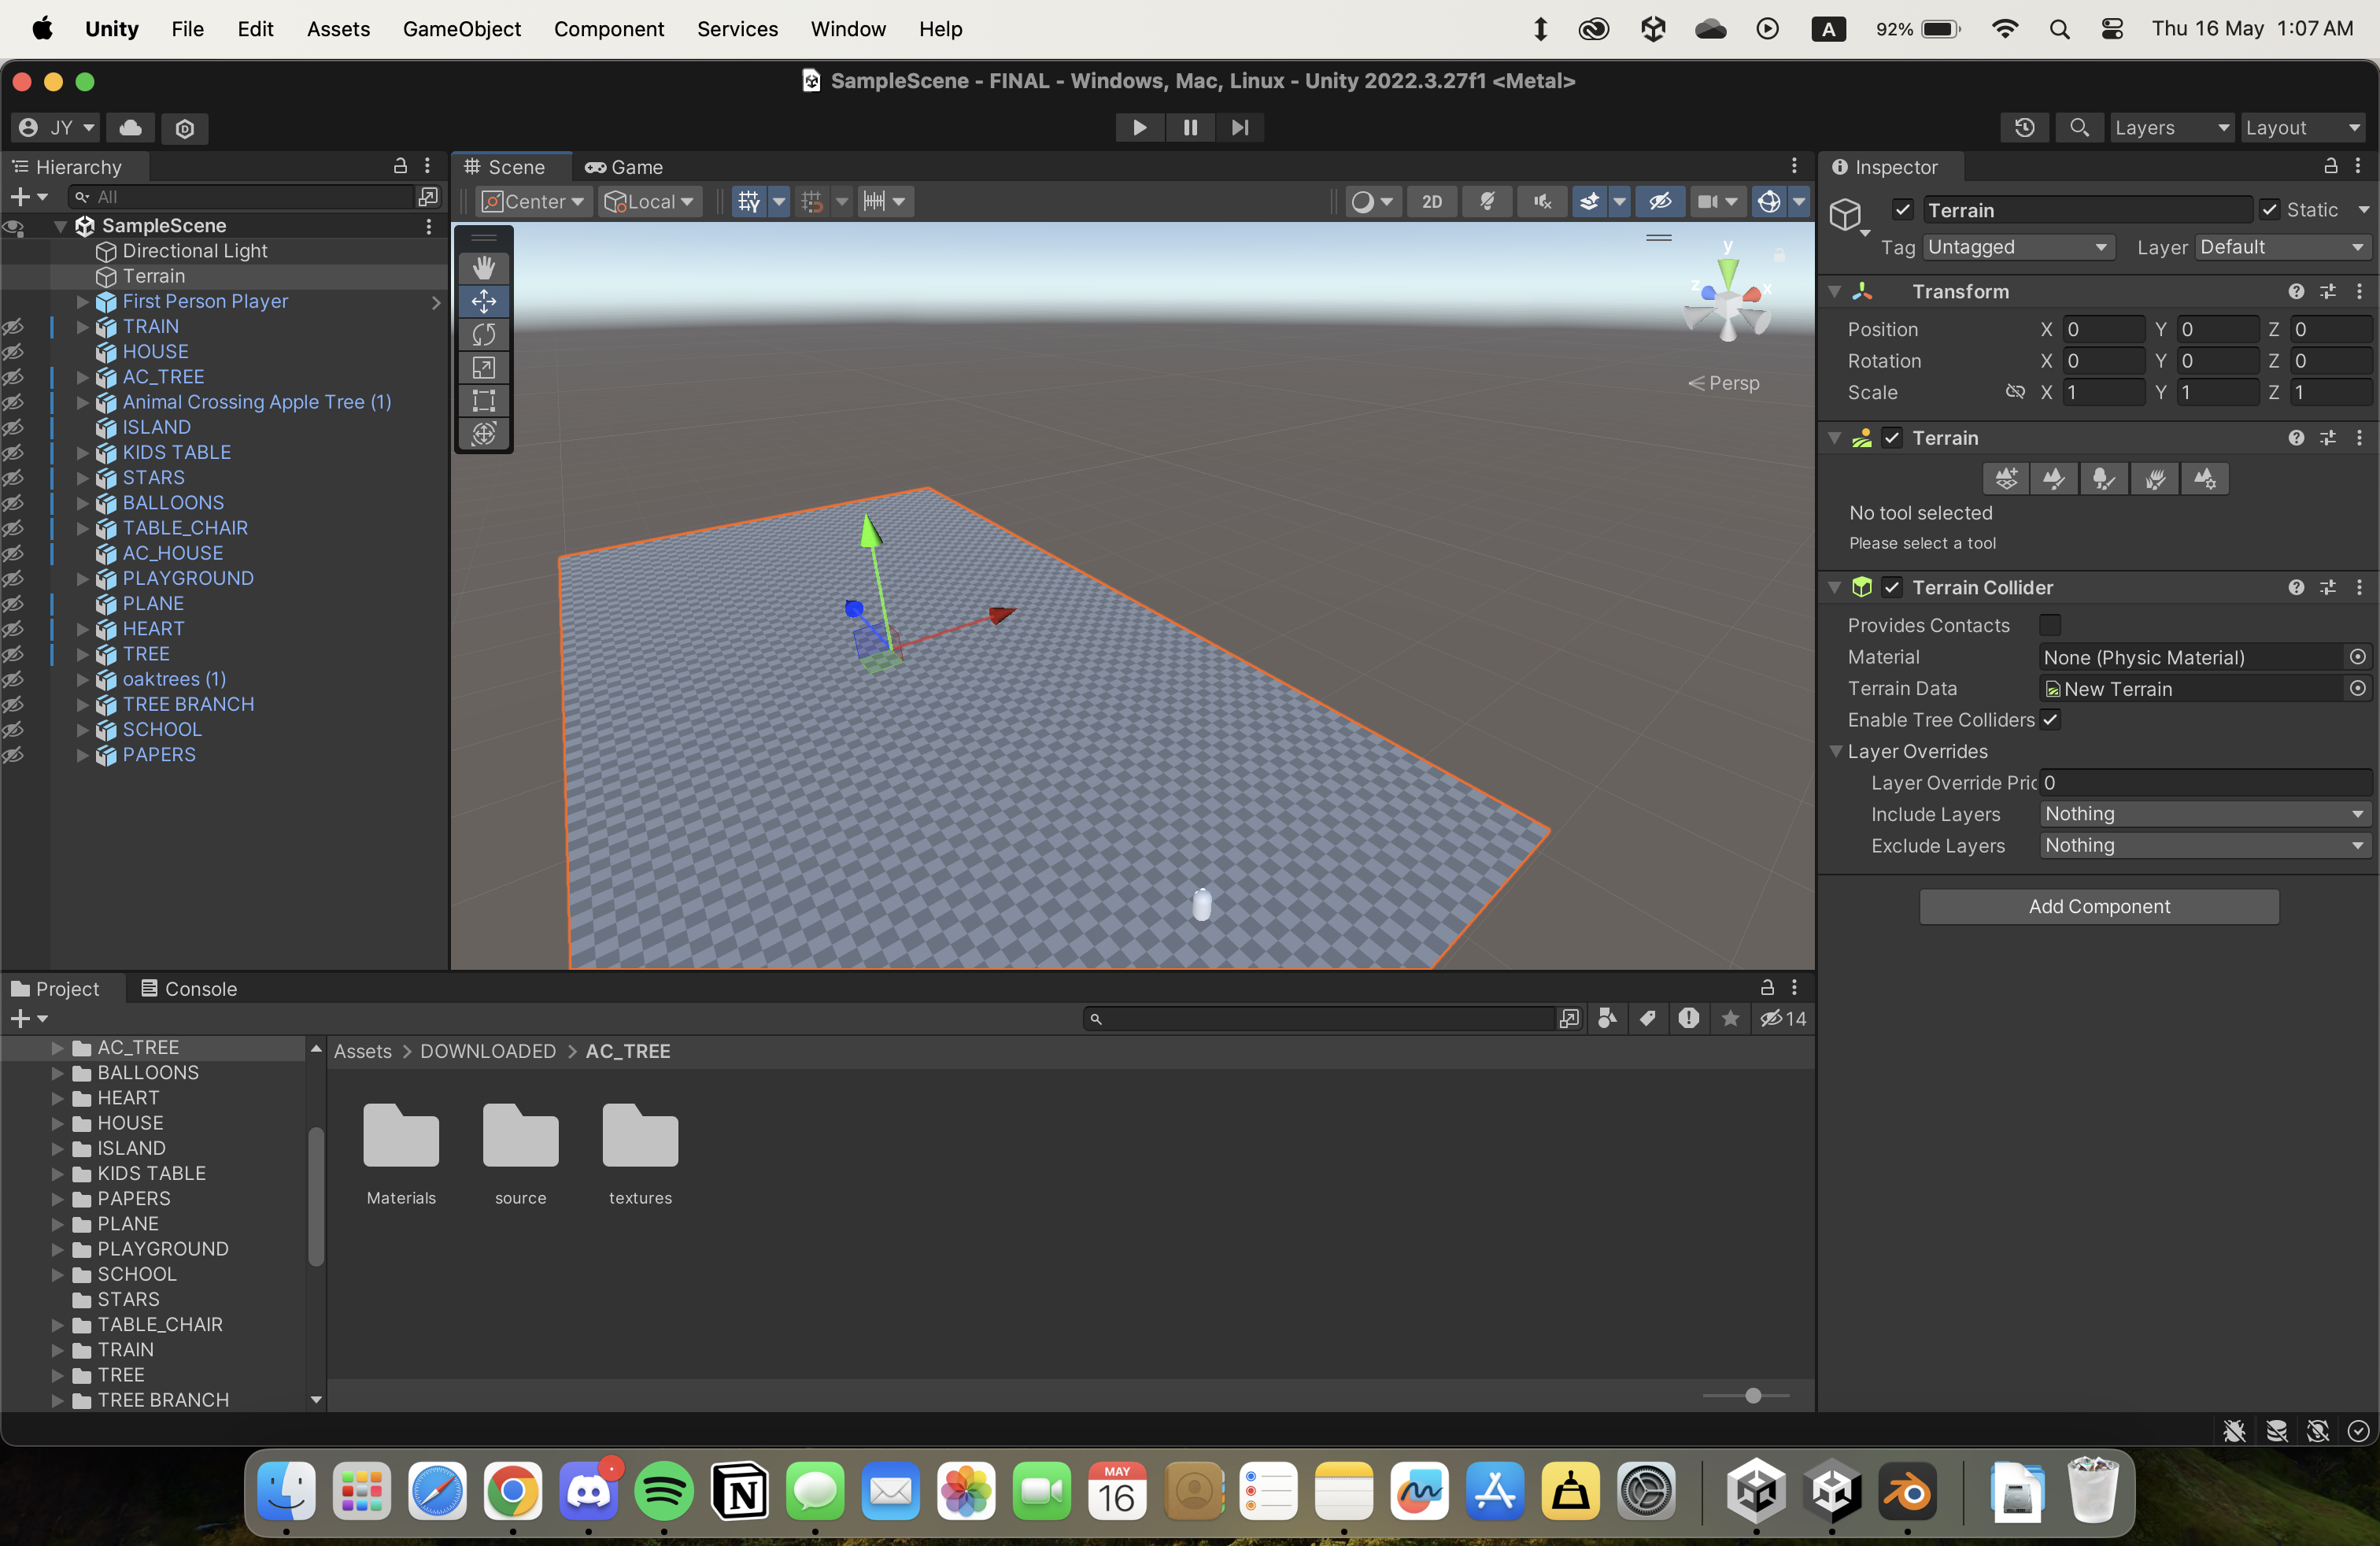 Unity File Edit Assets GameObject Component Services Window Help A 92% Thu 16 May 1:07 AM
SampleScene - FINAL - Windows, Mac, Linux - Unity 2022.3.27f1 <Metal>
JY Layers Layout
Hierarchy
All
SampleScene
Directional Light
Terrain
First Person Player
TRAIN
HOUSE
AC_TREE
Animal Crossing Apple Tree (1)
ISLAND
KIDS TABLE
STARS
BALLOONS
TABLE_CHAIR
AC_HOUSE
PLAYGROUND
PLANE
HEART
TREE
oaktrees (1)
TREE BRANCH
SCHOOL
PAPERS
Scene Game
Center Local 2D
y
z x
Persp
Inspector
Terrain Static
Tag Untagged Layer Default
Transform
Position X 0 Y 0 Z 0
Rotation X 0 Y 0 Z 0
Scale X 1 Y 1 Z 1
Terrain
No tool selected
Please select a tool
Terrain Collider
Provides Contacts
Material None (Physic Material)
Terrain Data New Terrain
Enable Tree Colliders
Layer Overrides
Layer Override Pric 0
Include Layers Nothing
Exclude Layers Nothing
Add Component
Project Console
14
AC_TREE
BALLOONS
HEART
HOUSE
ISLAND
KIDS TABLE
PAPERS
PLANE
PLAYGROUND
SCHOOL
STARS
TABLE_CHAIR
TRAIN
TREE
TREE BRANCH
Assets > DOWNLOADED > AC_TREE
Materials source textures
MAY
16